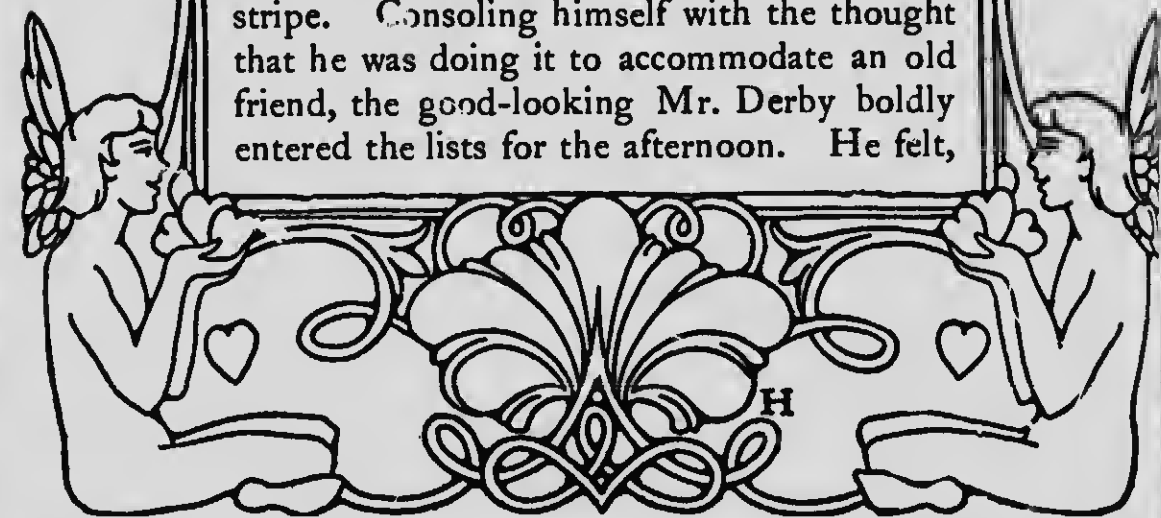 stripe. Consoling himself with the thought
that he was doing it to accommodate an old
friend, the good-looking Mr. Derby boldly
entered the lists for the afternoon. He felt,
H